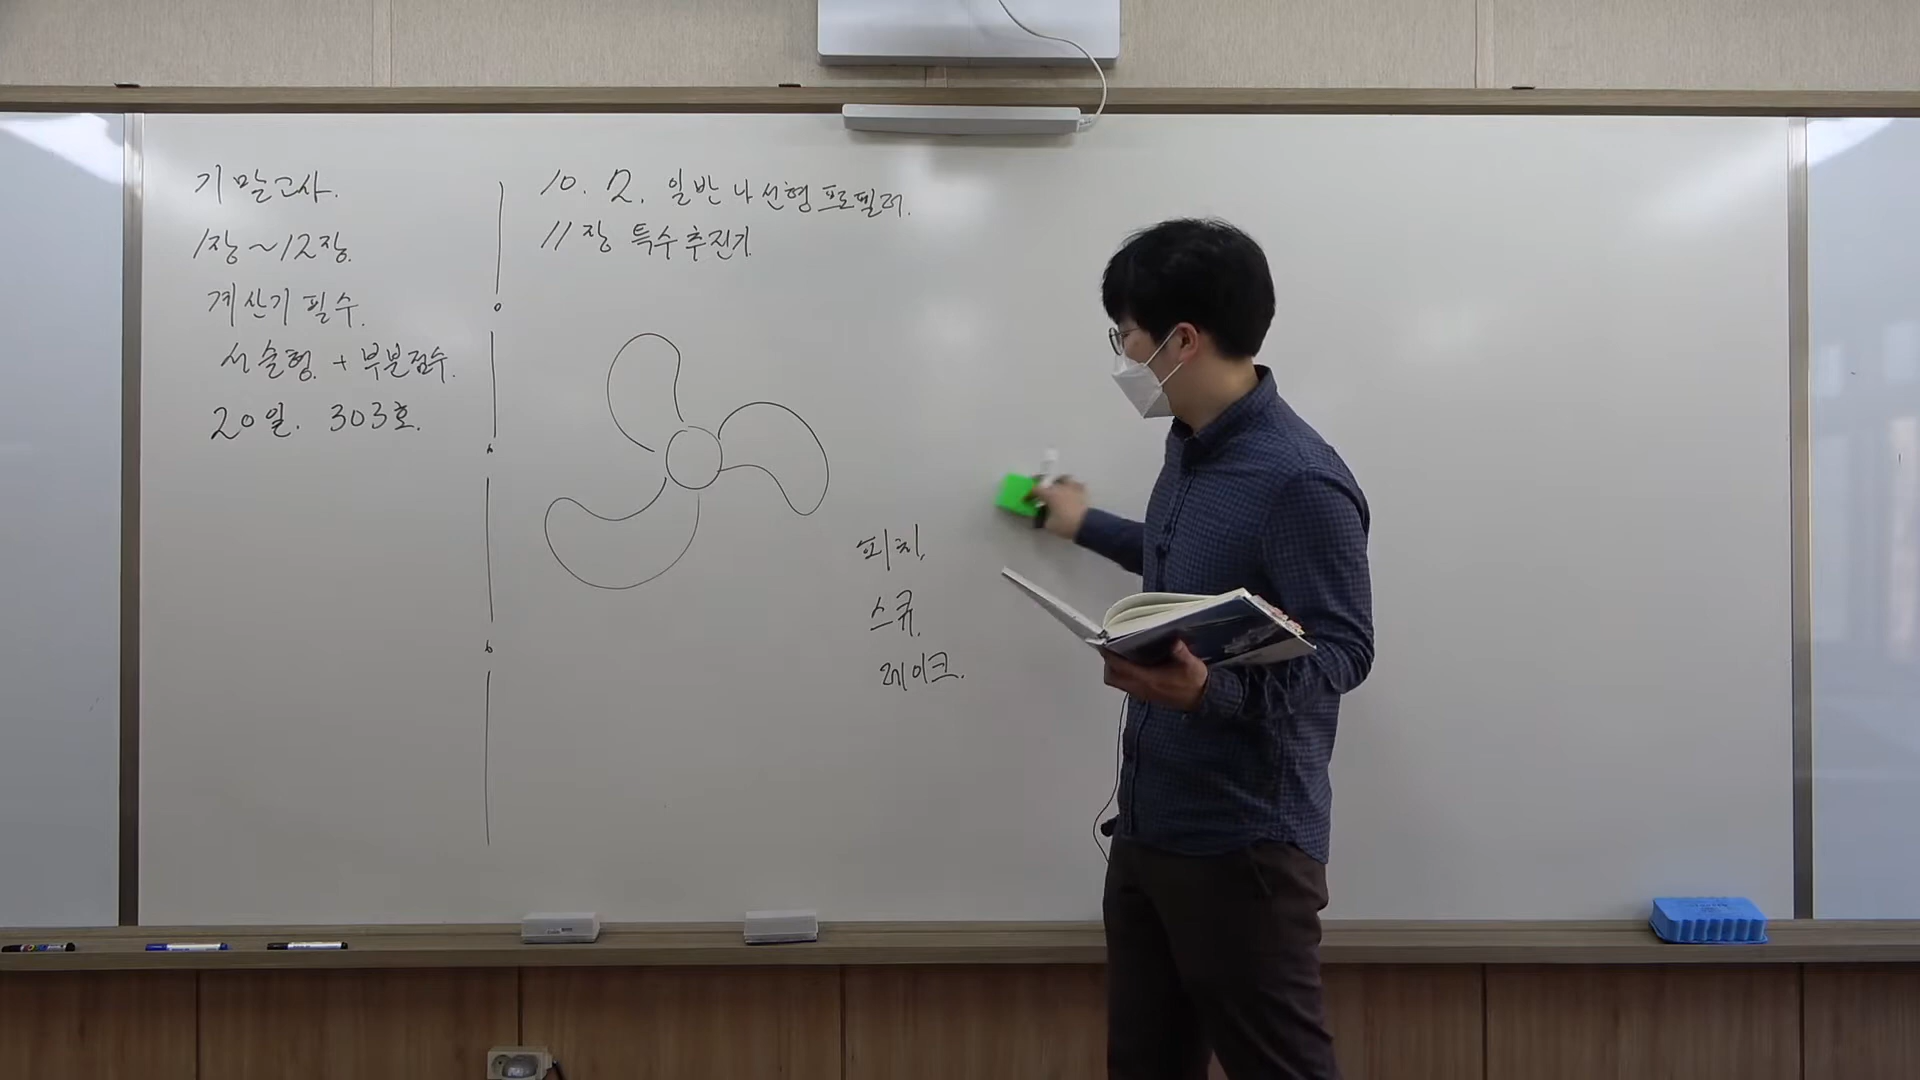 기말고사.
1장~12장.
계산기 필수.
서술형 + 부분점수.
20일. 303호.
10.2. 일반 나선형 프로펠러.
11장 특수추진기.
피치.
스큐.
레이크.